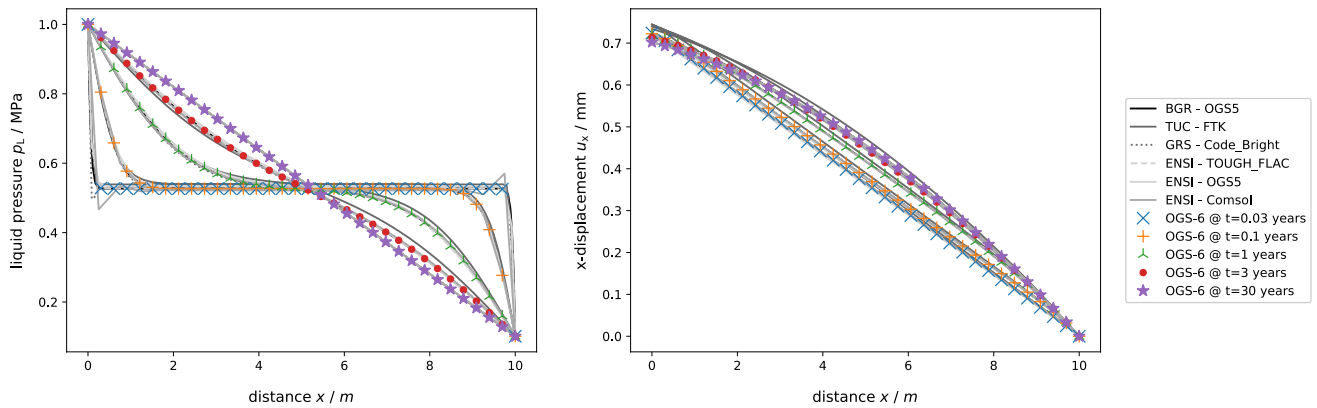 1.0
0.8
0.6
0.4
0.2
liquid pressure p_L / MPa
0
2
4
6
8
10
distance x / m
0.7
0.6
0.5
0.4
0.3
0.2
0.1
0.0
x-displacement u_x / mm
0
2
4
6
8
10
distance x / m
BGR - OGS5
TUC - FTK
GRS - Code_Bright
ENSI - TOUGH_FLAC
ENSI - OGS5
ENSI - Comsol
OGS-6 @ t=0.03 years
OGS-6 @ t=0.1 years
OGS-6 @ t=1 years
OGS-6 @ t=3 years
OGS-6 @ t=30 years